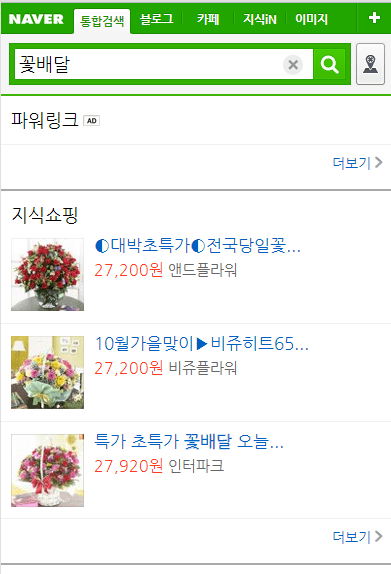 NAVER 통합검색 블로그 카페 지식iN 이미지 +
꽃배달
파워링크 AD
더보기 >
지식쇼핑
◐대박초특가◐전국당일꽃...
27,200원 앤드플라워
10월가을맞이▶비쥬히트65...
27,200원 비쥬플라워
특가 초특가 꽃배달 오늘...
27,920원 인터파크
더보기 >